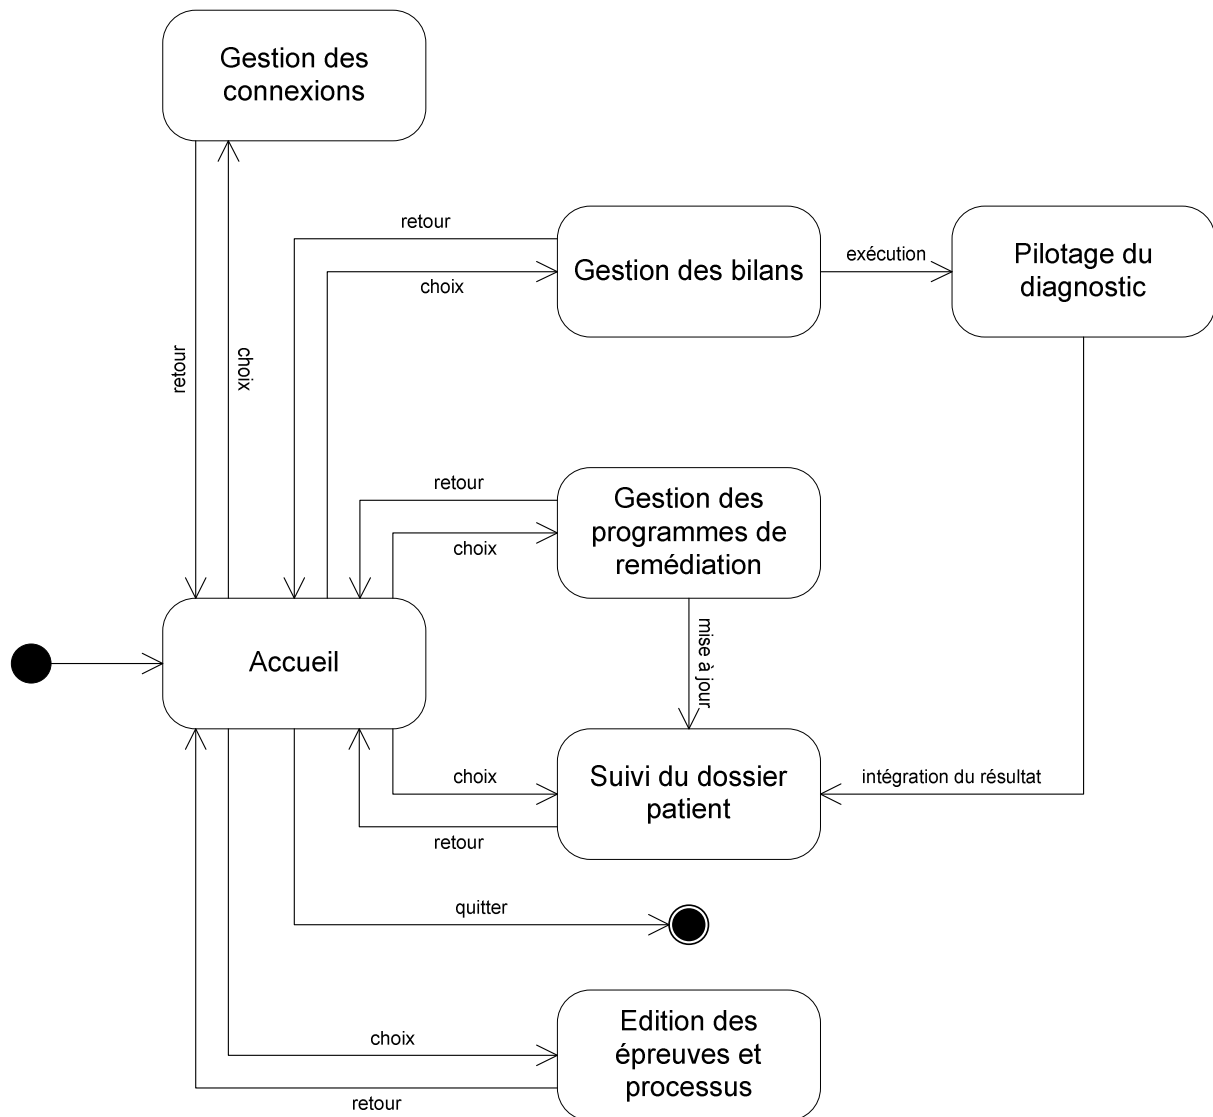 Gestion des
connexions
retour
choix
retour
choix
Gestion des bilans
exécution
Pilotage du
diagnostic
retour
choix
Gestion des
programmes de
remédiation
mise à jour
Accueil
choix
retour
Suivi du dossier
patient
intégration du résultat
quitter
choix
retour
Edition des
épreuves et
processus